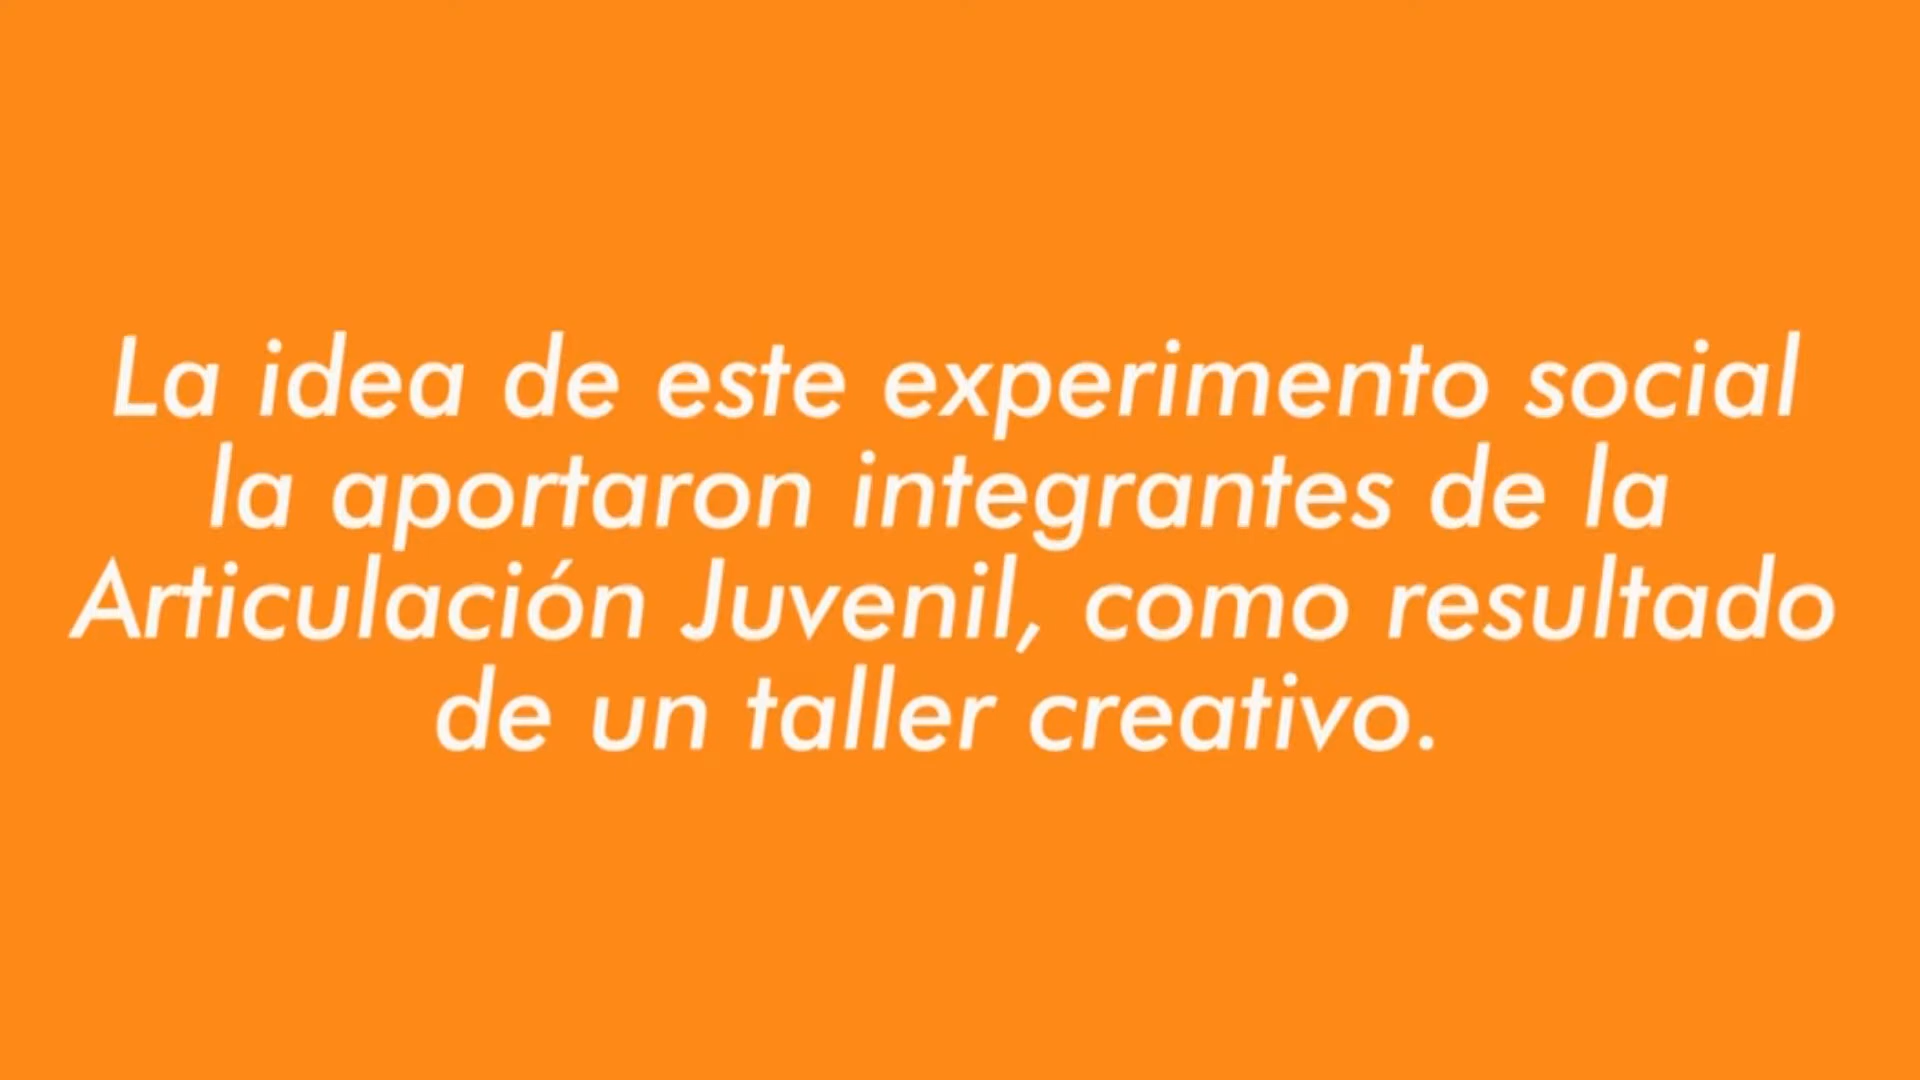 La idea de este experimento social
la aportaron integrantes de la
Articulación Juvenil, como resultado
de un taller creativo.